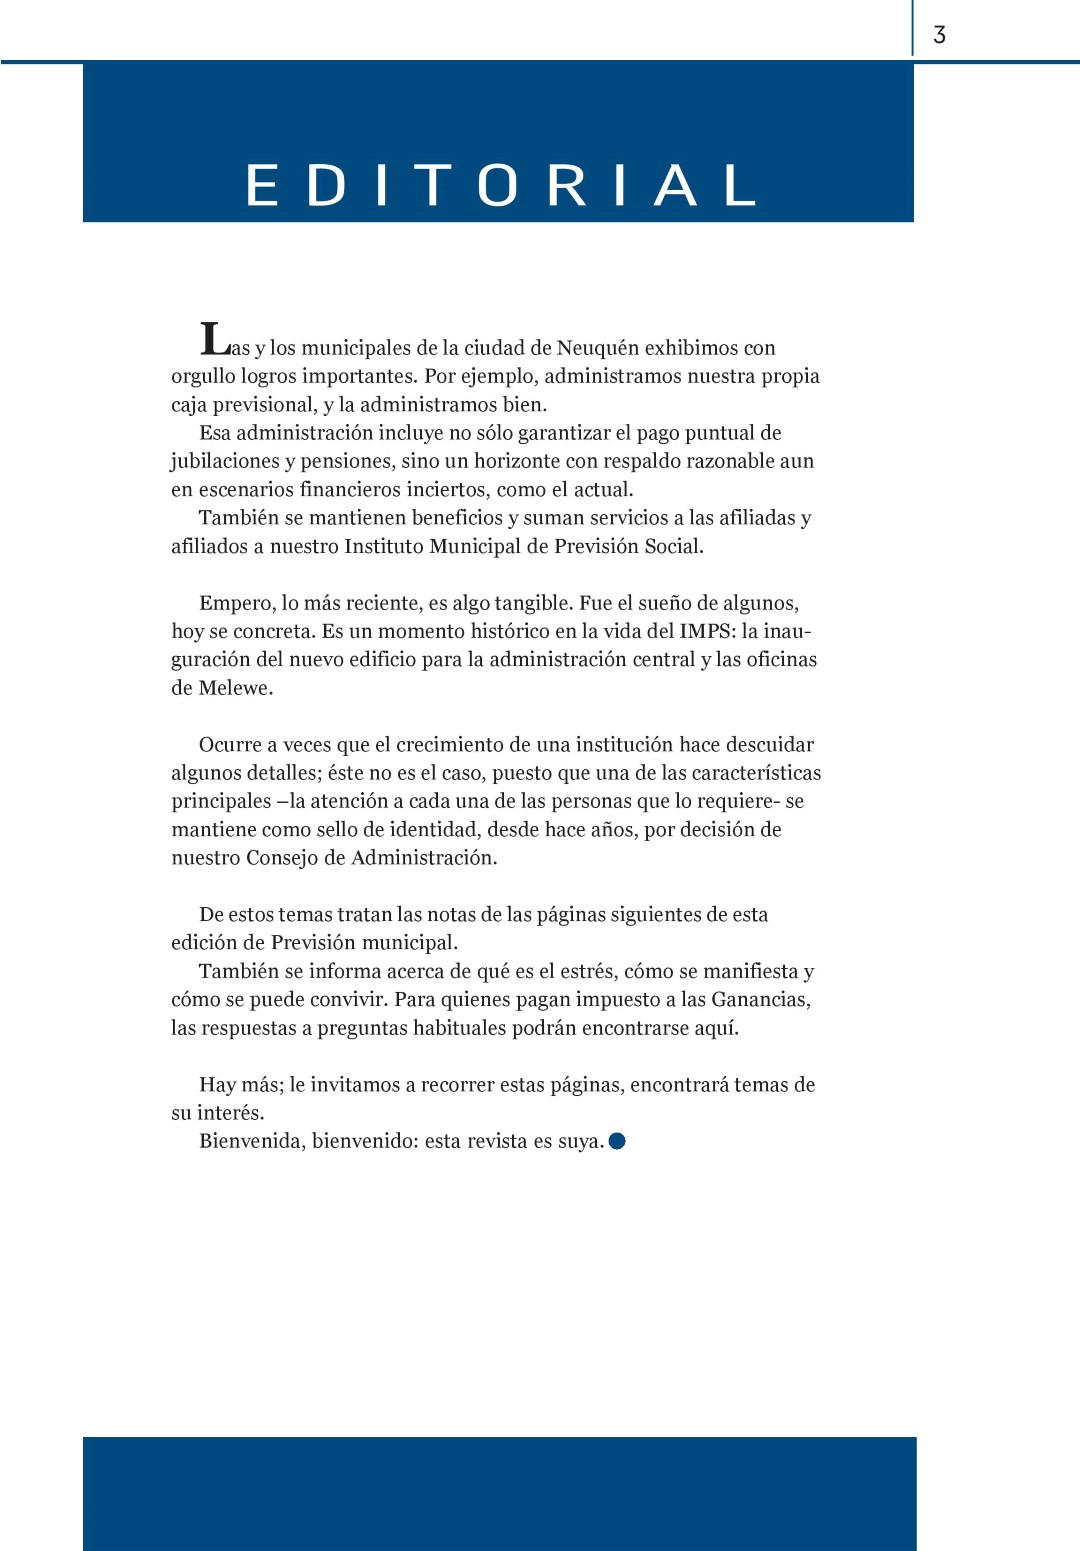 3
EDITORIAL
Las y los municipales de la ciudad de Neuquén exhibimos con
orgullo logros importantes. Por ejemplo, administramos nuestra propia
caja previsional, y la administramos bien.
Esa administración incluye no sólo garantizar el pago puntual de
jubilaciones y pensiones, sino un horizonte con respaldo razonable aun
en escenarios financieros inciertos, como el actual.
También se mantienen beneficios y suman servicios a las afiliadas y
afiliados a nuestro Instituto Municipal de Previsión Social.
Empero, lo más reciente, es algo tangible. Fue el sueño de algunos,
hoy se concreta. Es un momento histórico en la vida del IMPS: la inau-
guración del nuevo edificio para la administración central y las oficinas
de Melewe.
Ocurre a veces que el crecimiento de una institución hace descuidar
algunos detalles; éste no es el caso, puesto que una de las características
principales –la atención a cada una de las personas que lo requiere- se
mantiene como sello de identidad, desde hace años, por decisión de
nuestro Consejo de Administración.
De estos temas tratan las notas de las páginas siguientes de esta
edición de Previsión municipal.
También se informa acerca de qué es el estrés, cómo se manifiesta y
cómo se puede convivir. Para quienes pagan impuesto a las Ganancias,
las respuestas a preguntas habituales podrán encontrarse aquí.
Hay más; le invitamos a recorrer estas páginas, encontrará temas de
su interés.
Bienvenida, bienvenido: esta revista es suya.